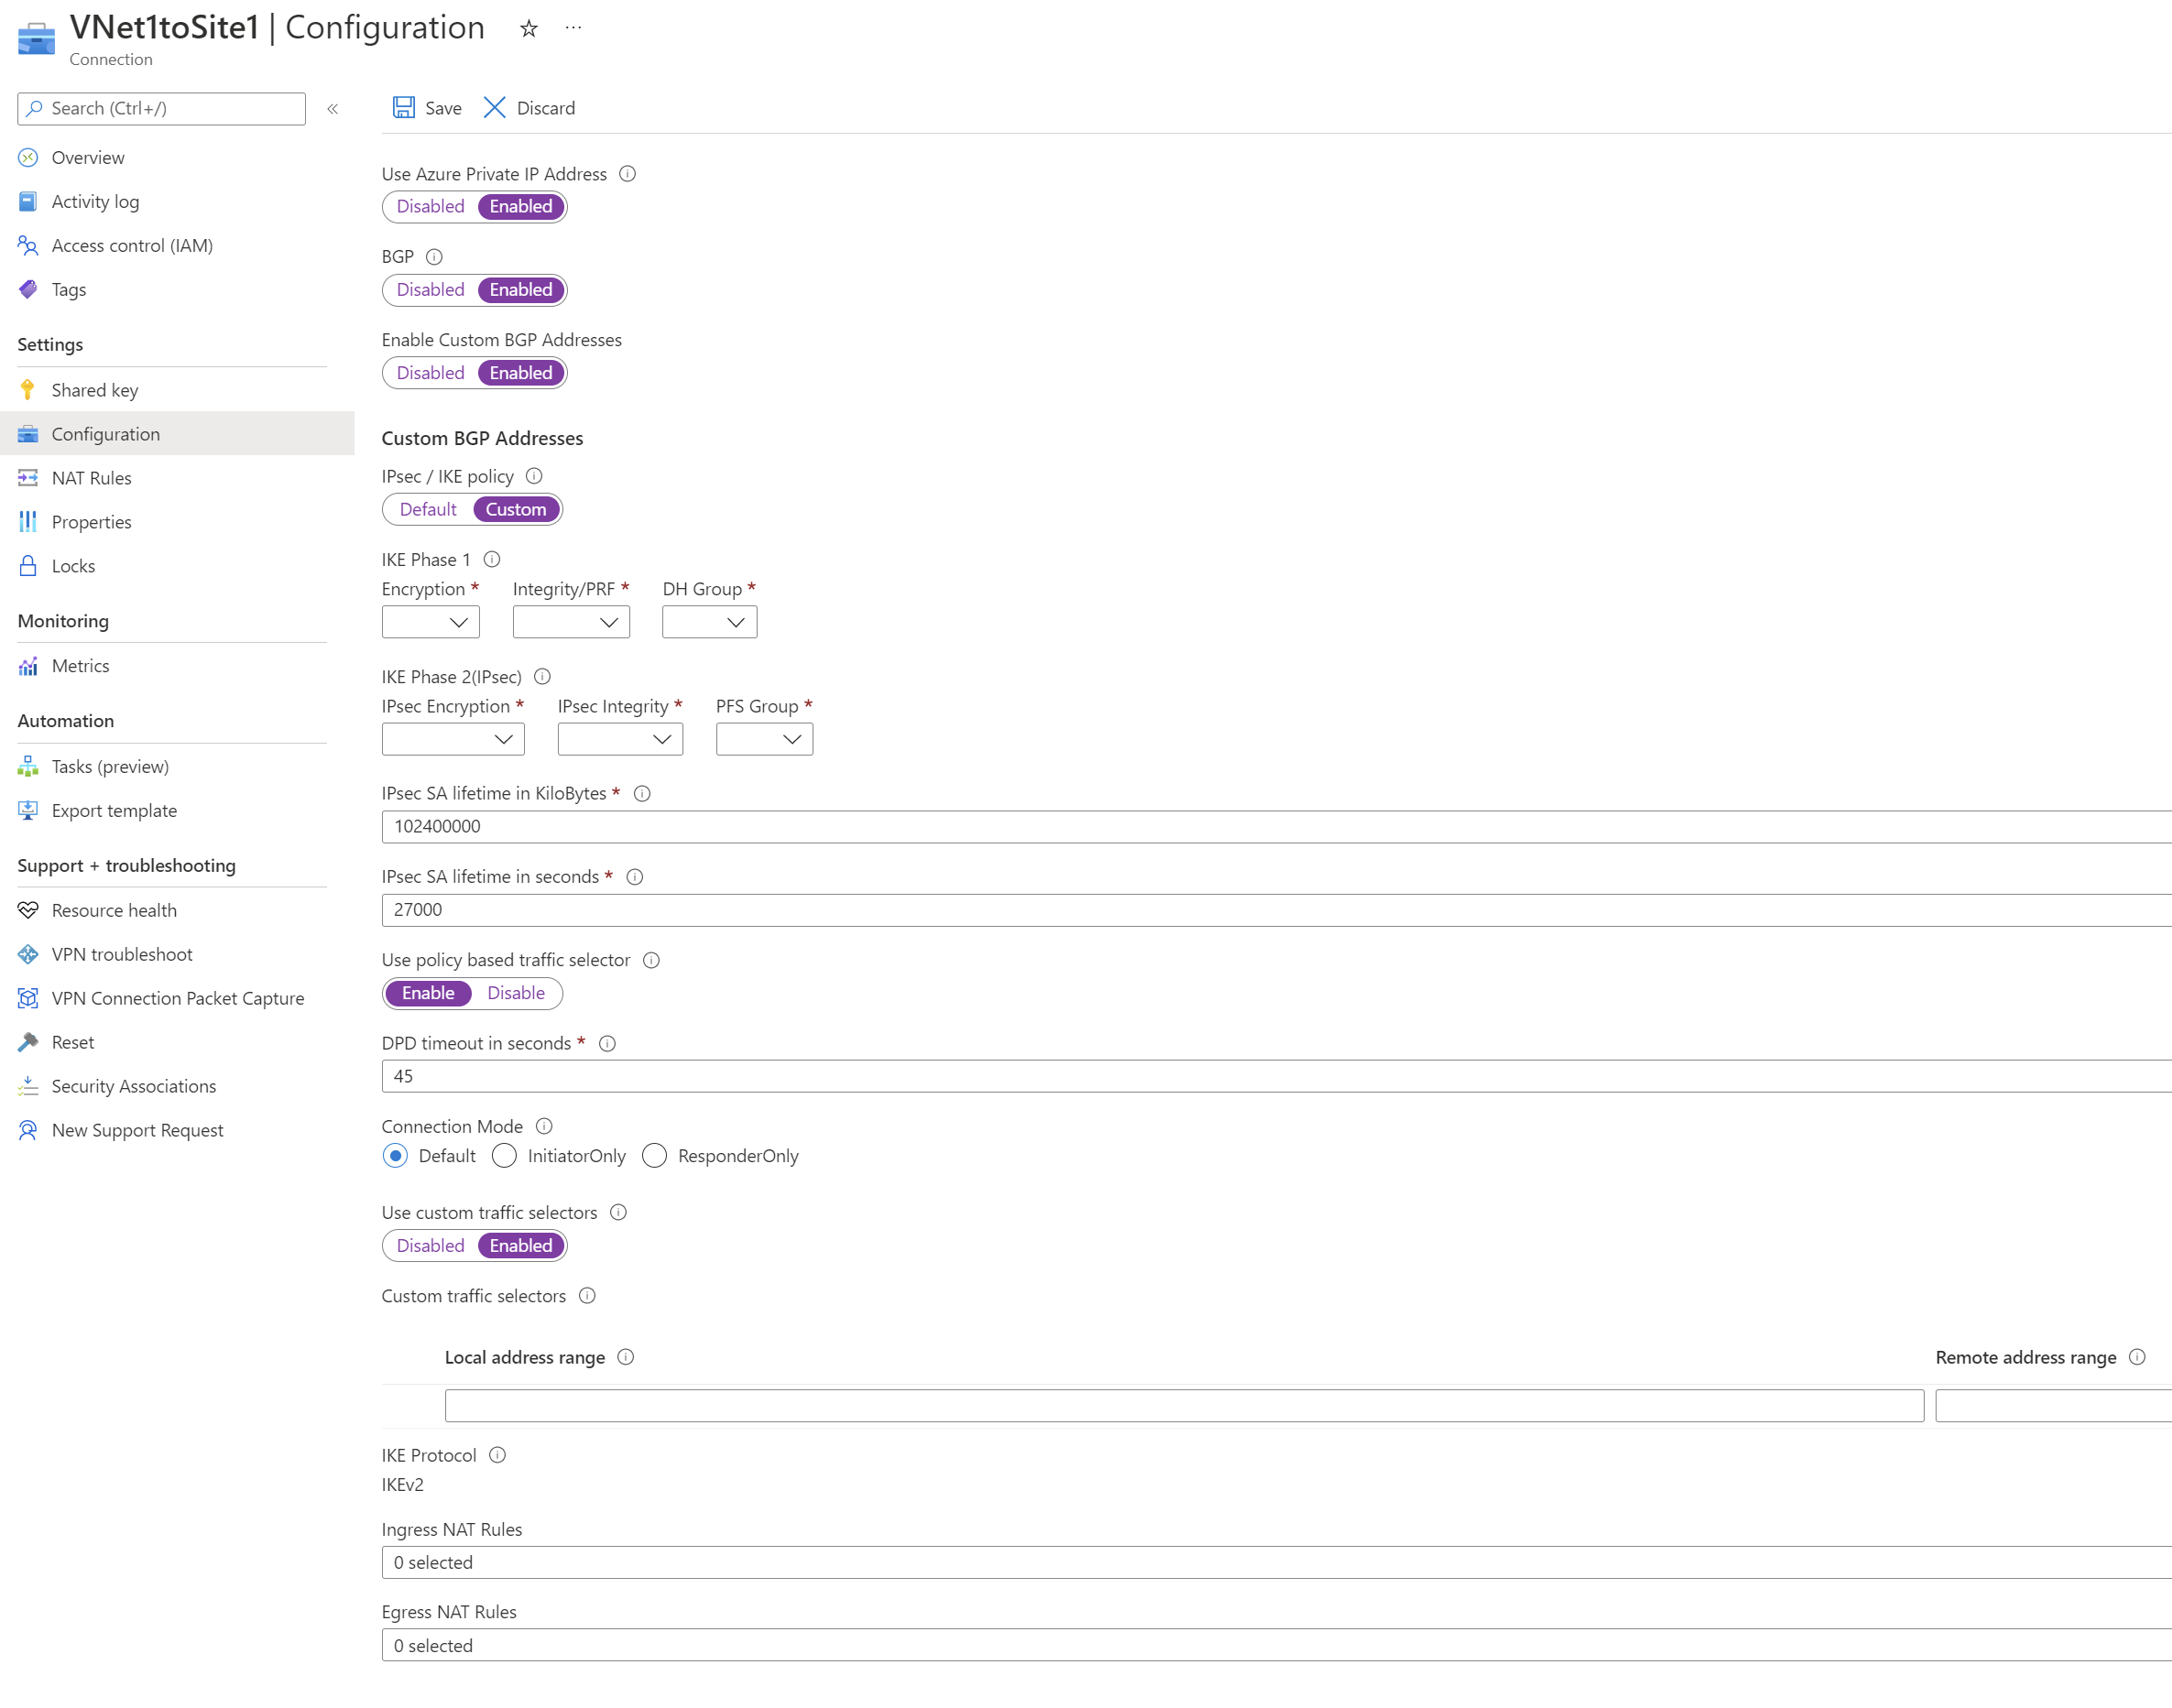 VNet1toSite1 | Configuration
Connection
Search (Ctrl+/)
Overview
Activity log
Access control (IAM)
Tags
Settings
Shared key
Configuration
NAT Rules
Properties
Locks
Monitoring
Metrics
Automation
Tasks (preview)
Export template
Support + troubleshooting
Resource health
VPN troubleshoot
VPN Connection Packet Capture
Reset
Security Associations
New Support Request
Save Discard
Use Azure Private IP Address
Disabled Enabled
BGP
Disabled Enabled
Enable Custom BGP Addresses
Disabled Enabled
Custom BGP Addresses
IPsec / IKE policy
Default Custom
IKE Phase 1
Encryption * Integrity/PRF * DH Group *
IKE Phase 2(IPsec)
IPsec Encryption * IPsec Integrity * PFS Group *
IPsec SA lifetime in KiloBytes *
102400000
IPsec SA lifetime in seconds *
27000
Use policy based traffic selector
Enable Disable
DPD timeout in seconds *
45
Connection Mode
Default InitiatorOnly ResponderOnly
Use custom traffic selectors
Disabled Enabled
Custom traffic selectors
Local address range Remote address range
IKE Protocol
IKEv2
Ingress NAT Rules
0 selected
Egress NAT Rules
0 selected